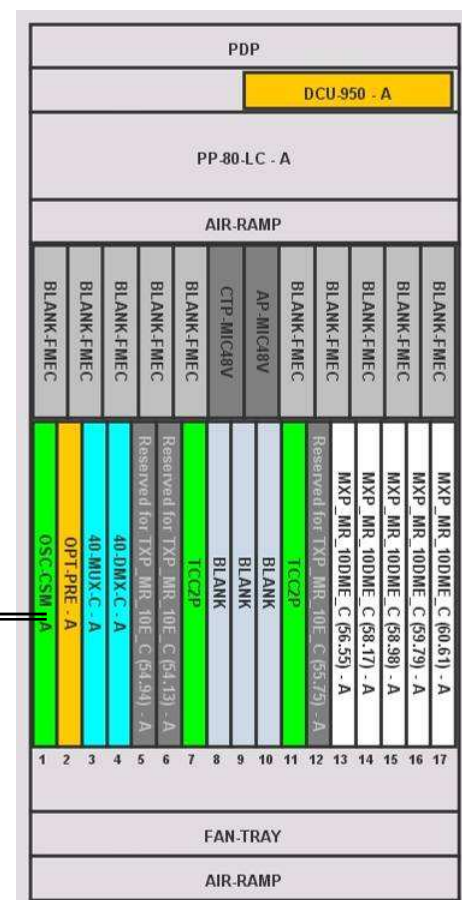 PDP
DCU-950 - A
PP-80-LC - A
AIR-RAMP
BLANK-FMEC
BLANK-FMEC
BLANK-FMEC
BLANK-FMEC
BLANK-FMEC
CTP-MIC48V
AP-MIC48V
BLANK-FMEC
BLANK-FMEC
BLANK-FMEC
BLANK-FMEC
BLANK-FMEC
OSC-CSM - A
OPT-PRE - A
40-MUX-C - A
40-DMX-C - A
Reserved for TXP_MR_10E_C (54.94) - A
Reserved for TXP_MR_10E_C (54.13) - A
TCC2P
BLANK
BLANK
BLANK
TCC2P
Reserved for TXP_MR_10E_C (55.75) - A
MXP_MR_10DME_C (56.55) - A
MXP_MR_10DME_C (58.17) - A
MXP_MR_10DME_C (58.98) - A
MXP_MR_10DME_C (59.79) - A
MXP_MR_10DME_C (60.61) - A
1 2 3 4 5 6 7 8 9 10 11 12 13 14 15 16 17
FAN-TRAY
AIR-RAMP